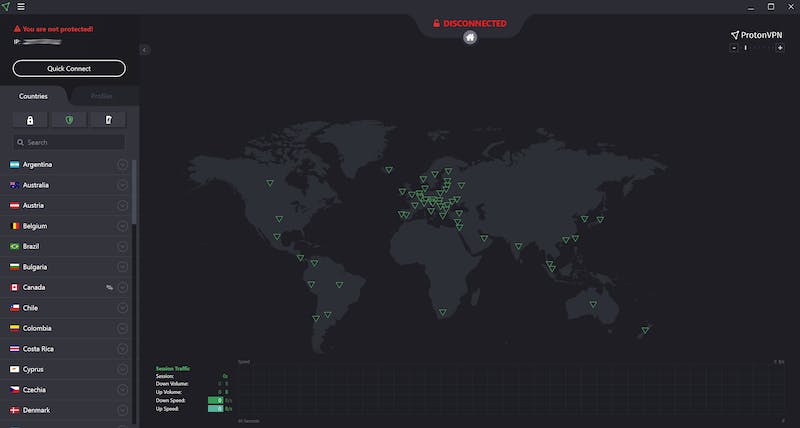 DISCONNECTED
You are not protected!
IP:
Quick Connect
ProtonVPN
Countries
Profiles
Search
Argentina
Australia
Austria
Belgium
Brazil
Bulgaria
Canada
Chile
Colombia
Costa Rica
Cyprus
Czechia
Denmark
Session Traffic
Session: 0s
Down Volume: 0 B
Up Volume: 0 B
Down Speed: 0 B/s
Up Speed: 0 B/s
Speed
0 B/s
60 Seconds
0